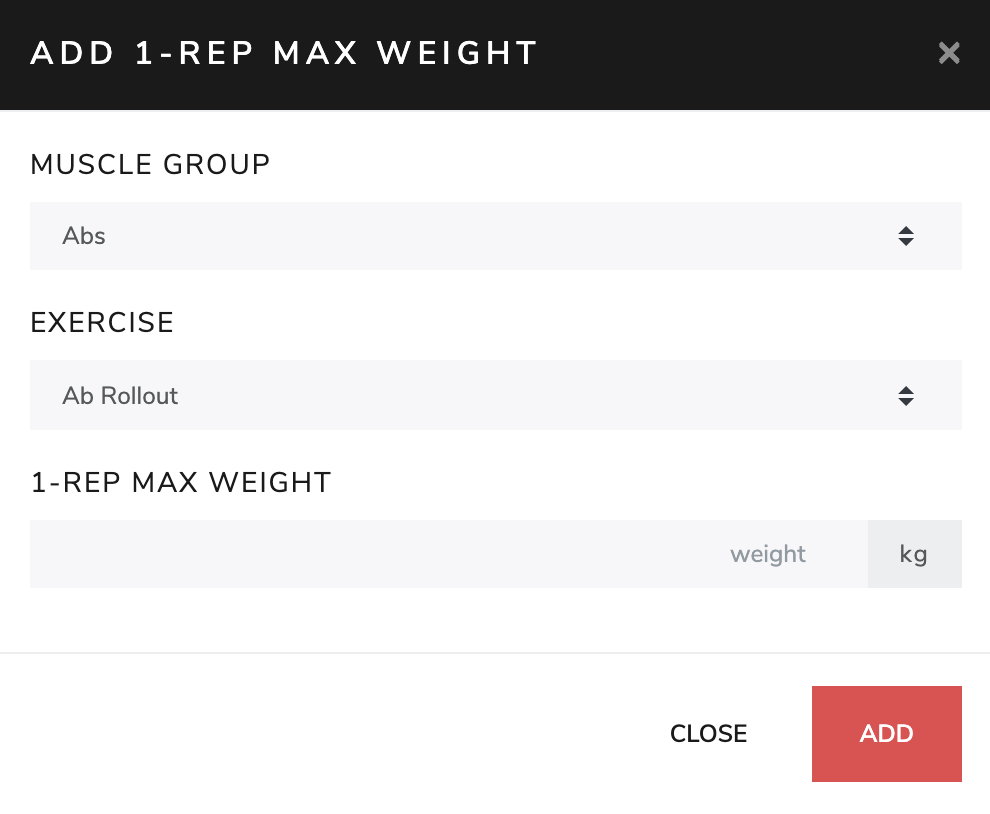 ADD 1-REP MAX WEIGHT
MUSCLE GROUP
Abs
EXERCISE
Ab Rollout
1-REP MAX WEIGHT
weight kg
CLOSE ADD